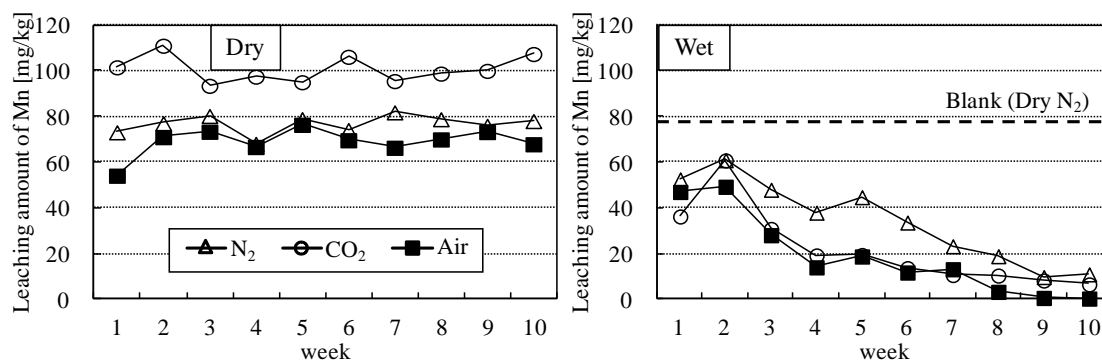 Leaching amount of Mn [mg/kg]
120
100
80
60
40
20
0
Dry
N₂
CO₂
Air
1 2 3 4 5 6 7 8 9 10
week
Leaching amount of Mn [mg/kg]
120
100
80
60
40
20
0
Wet
Blank (Dry N₂)
1 2 3 4 5 6 7 8 9 10
week